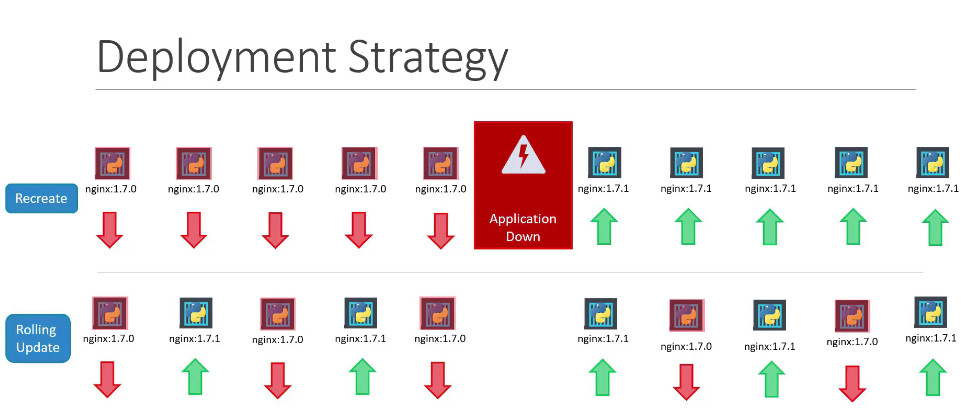 Deployment Strategy
nginx:1.7.0 nginx:1.7.0 nginx:1.7.0 nginx:1.7.0 nginx:1.7.0 nginx:1.7.1 nginx:1.7.1 nginx:1.7.1 nginx:1.7.1 nginx:1.7.1
Recreate
Application
Down
nginx:1.7.0 nginx:1.7.1 nginx:1.7.0 nginx:1.7.1 nginx:1.7.0 nginx:1.7.1 nginx:1.7.0 nginx:1.7.1 nginx:1.7.0 nginx:1.7.1
Rolling
Update